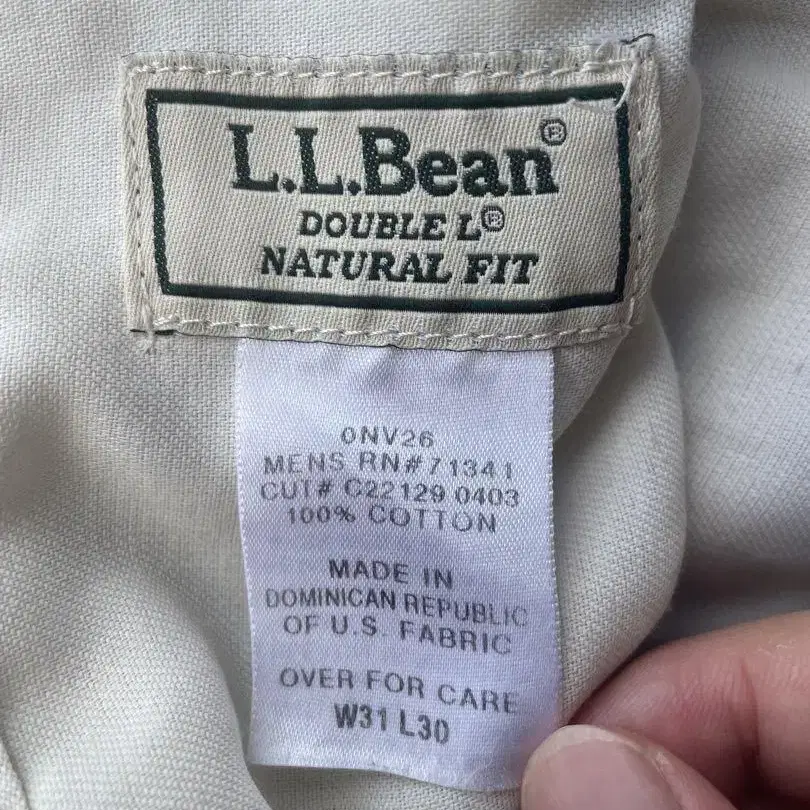 L.L.Bean®
DOUBLE L®
NATURAL FIT
0NV26
MENS RN#71341
CUT# C22129 0403
100% COTTON
MADE IN
DOMINICAN REPUBLIC
OF U.S. FABRIC
OVER FOR CARE
W31 L30